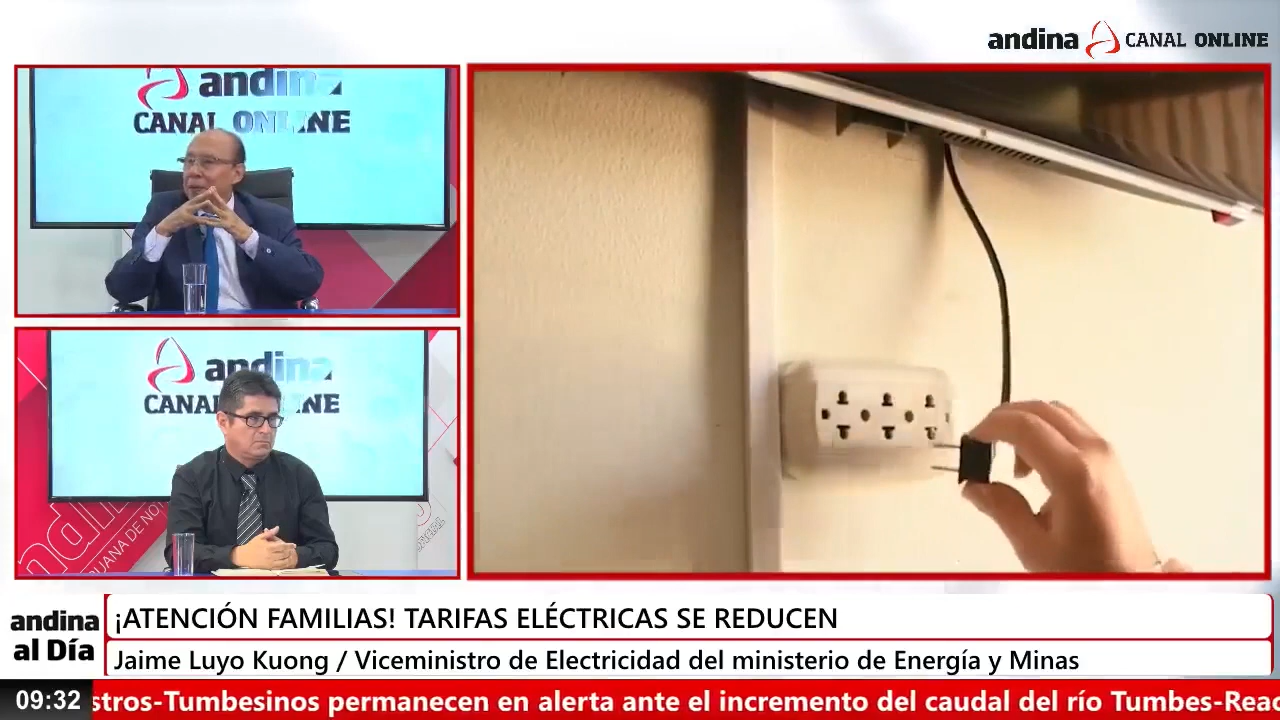 andina CANAL ONLINE
andina
CANAL ONLINE
andina
CANAL ONLINE
andina
al Día
¡ATENCIÓN FAMILIAS! TARIFAS ELÉCTRICAS SE REDUCEN
Jaime Luyo Kuong / Viceministro de Electricidad del ministerio de Energía y Minas
09:32
stros-Tumbesinos permanecen en alerta ante el incremento del caudal del río Tumbes-Reac